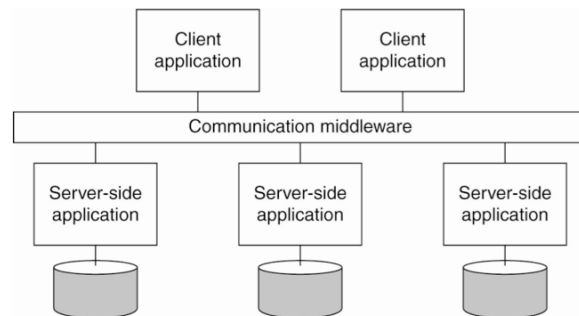 Client
application
Client
application
Communication middleware
Server-side
application
Server-side
application
Server-side
application